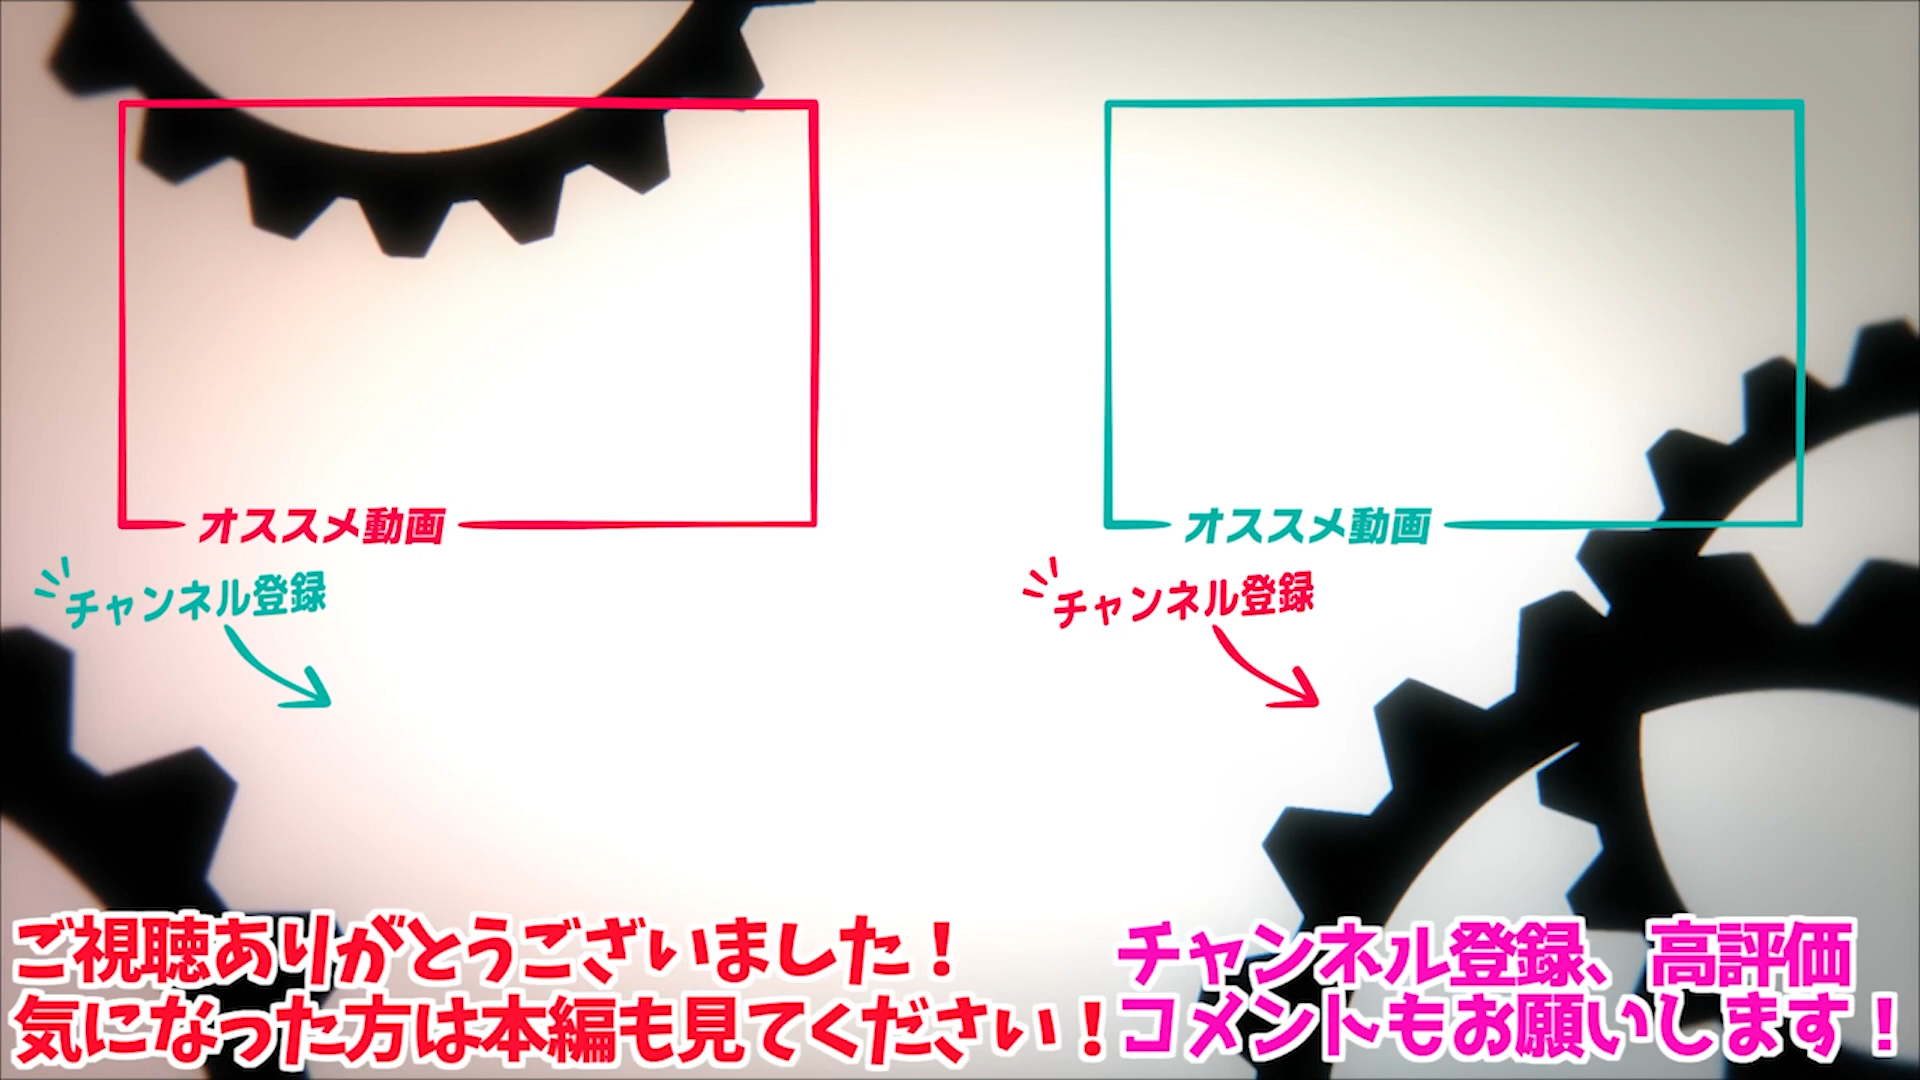 オススメ動画
オススメ動画
チャンネル登録
チャンネル登録
ご視聴ありがとうございました！
気になった方は本編も見てください！
チャンネル登録、高評価
コメントもお願いします！